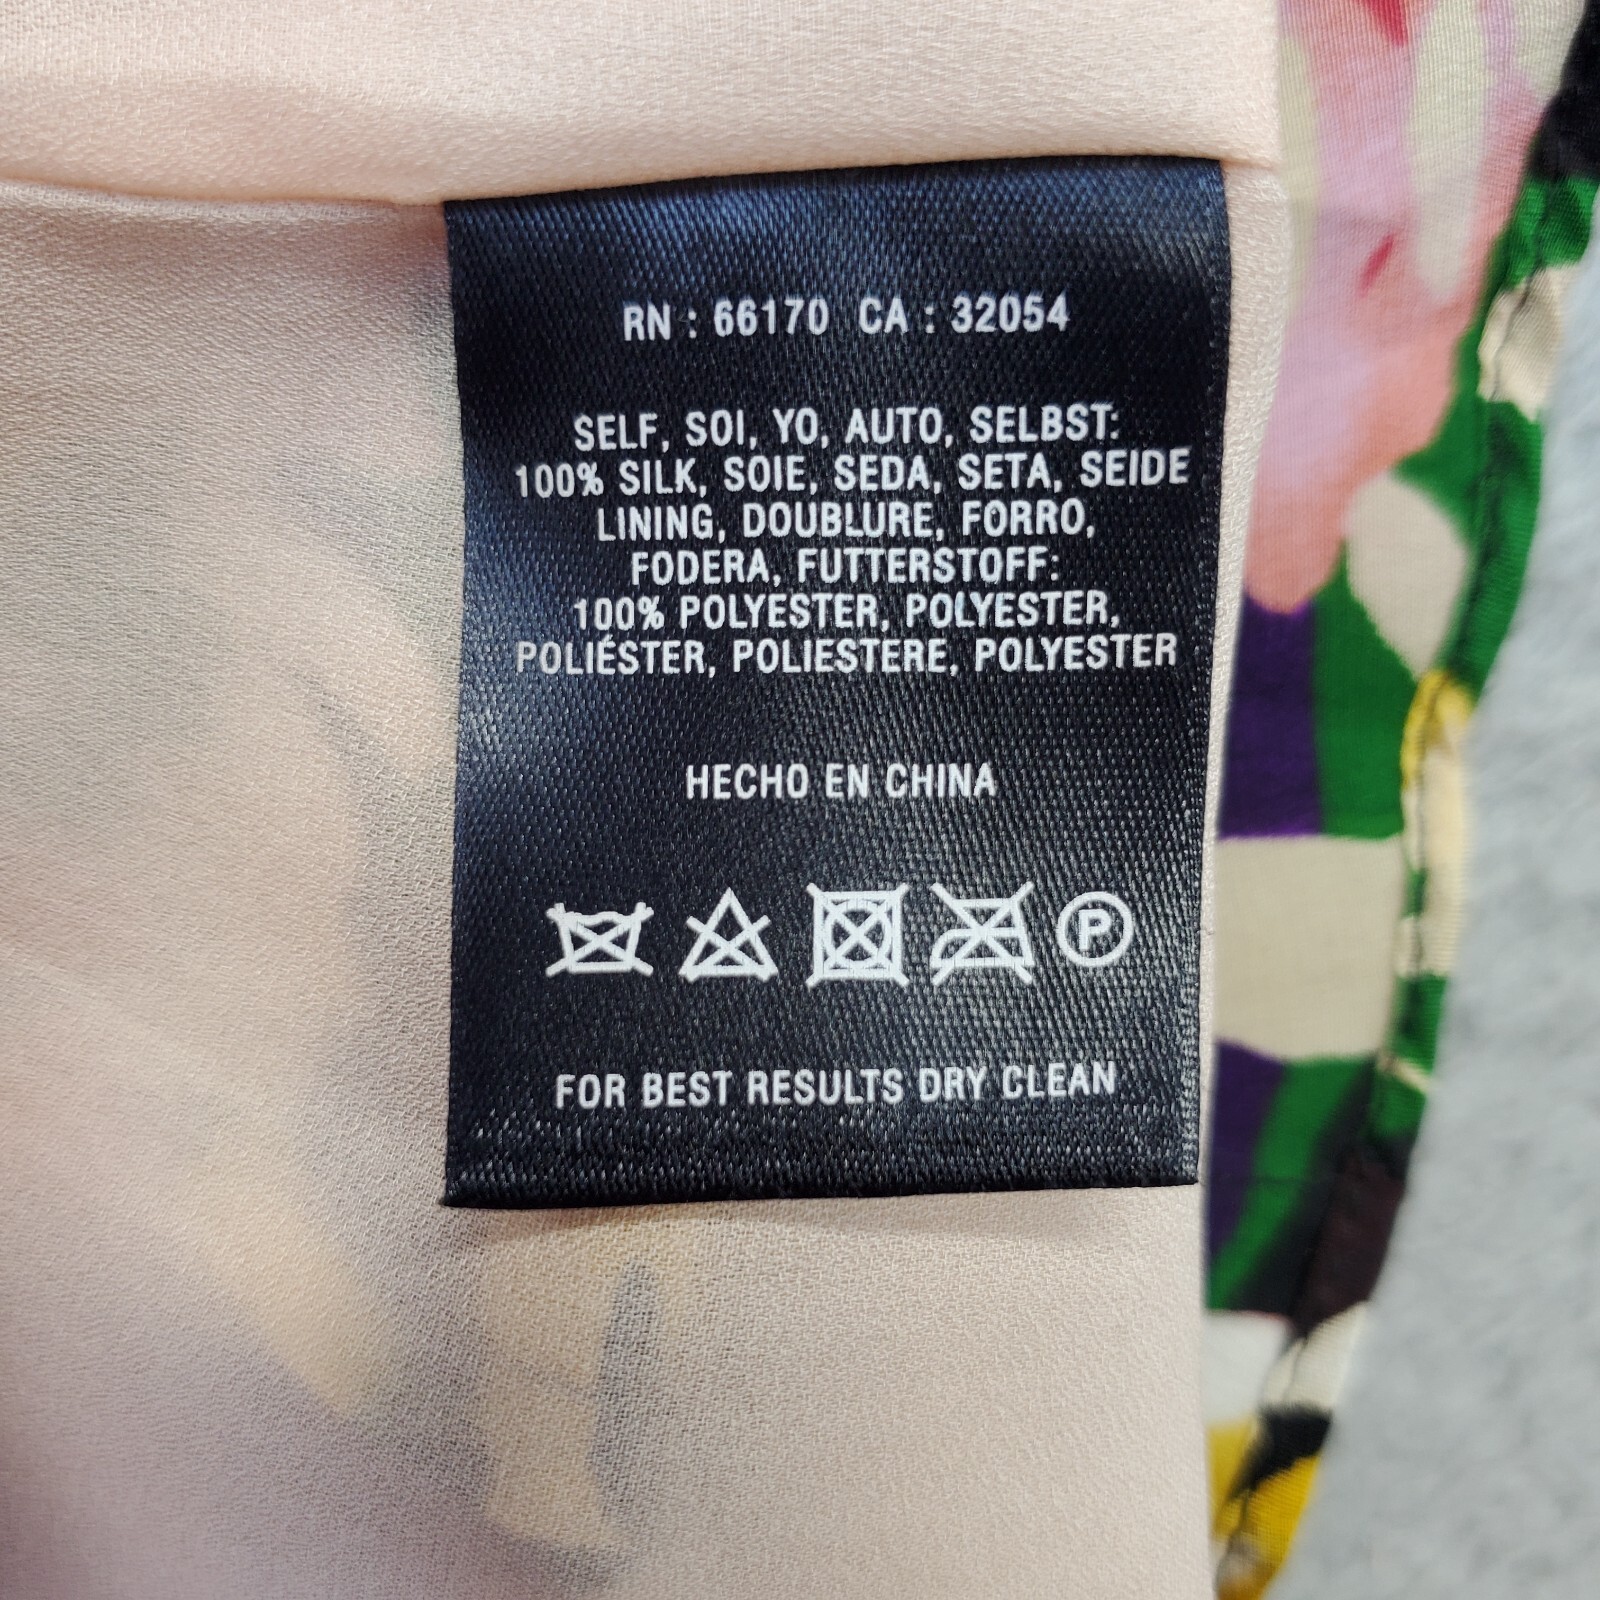 RN : 66170 CA : 32054
SELF, SOI, YO, AUTO, SELBST:
100% SILK, SOIE, SEDA, SETA, SEIDE
LINING, DOUBLURE, FORRO,
FODERA, FUTTERSTOFF:
100% POLYESTER, POLYESTER,
POLIÉSTER, POLIESTERE, POLYESTER
HECHO EN CHINA
P
FOR BEST RESULTS DRY CLEAN